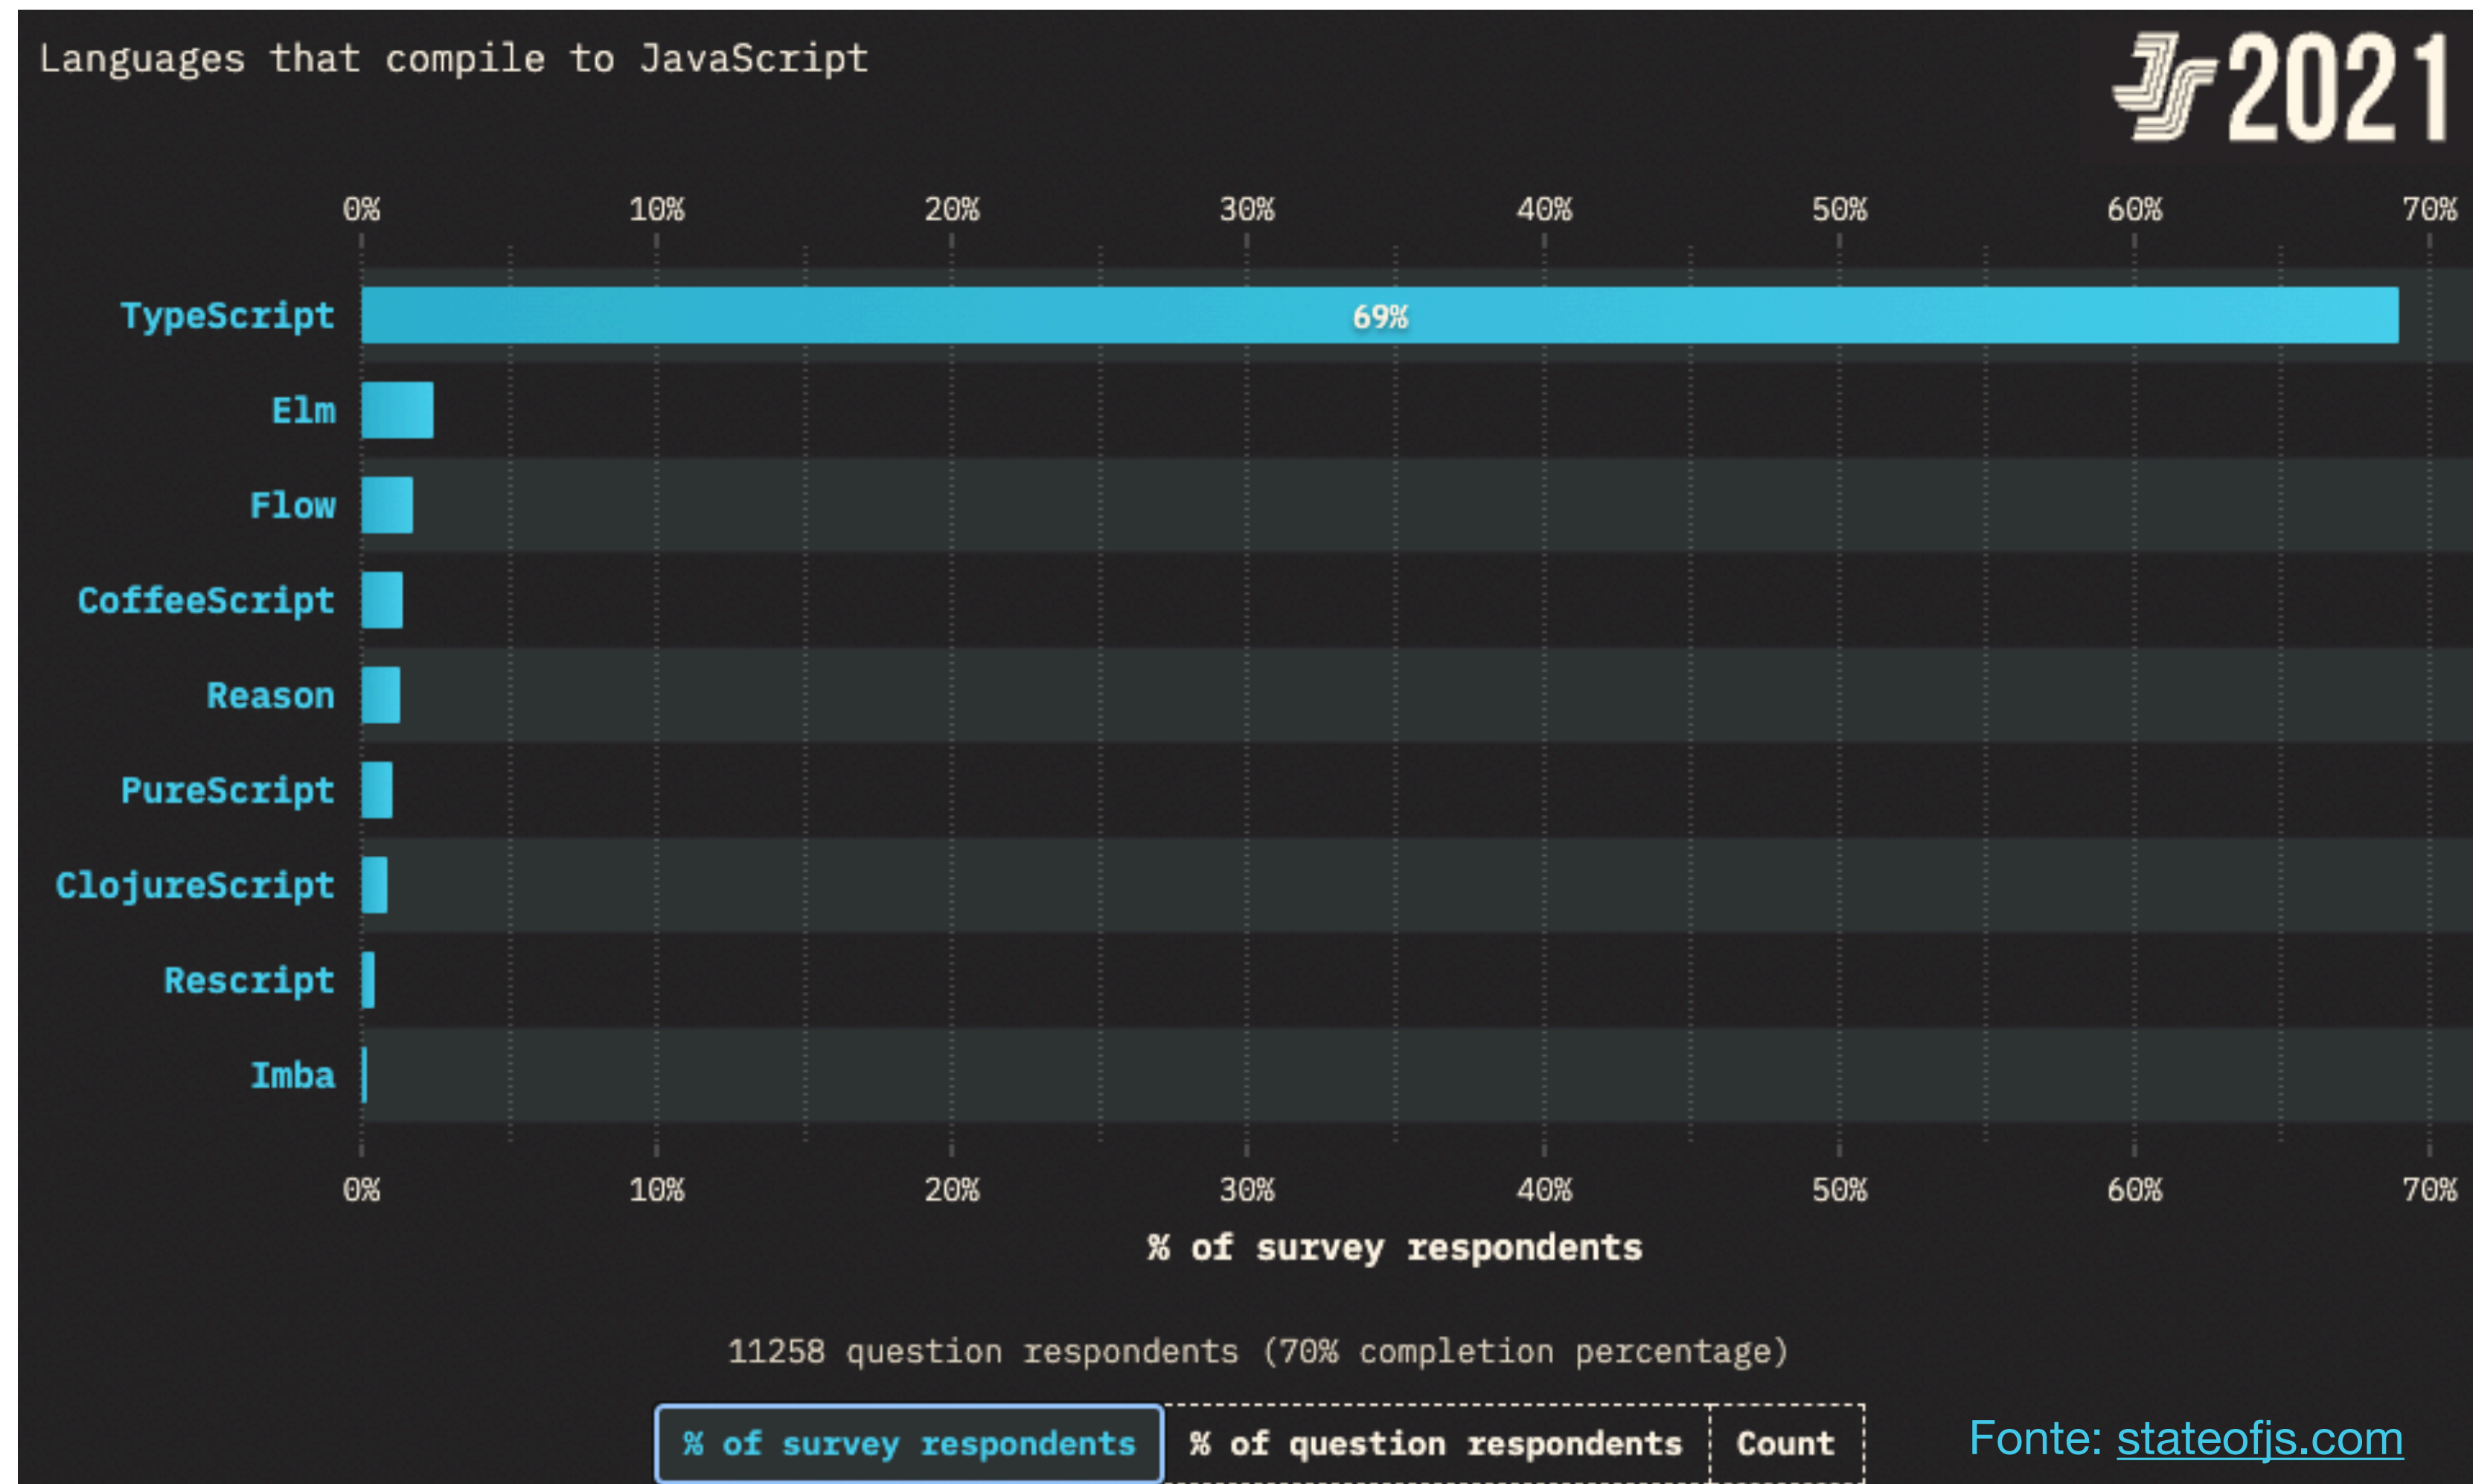 Languages that compile to JavaScript
JS 2021
0% 10% 20% 30% 40% 50% 60% 70%
TypeScript 69%
Elm
Flow
CoffeeScript
Reason
PureScript
ClojureScript
Rescript
Imba
0% 10% 20% 30% 40% 50% 60% 70%
% of survey respondents
11258 question respondents (70% completion percentage)
% of survey respondents % of question respondents Count
Fonte: stateofjs.com